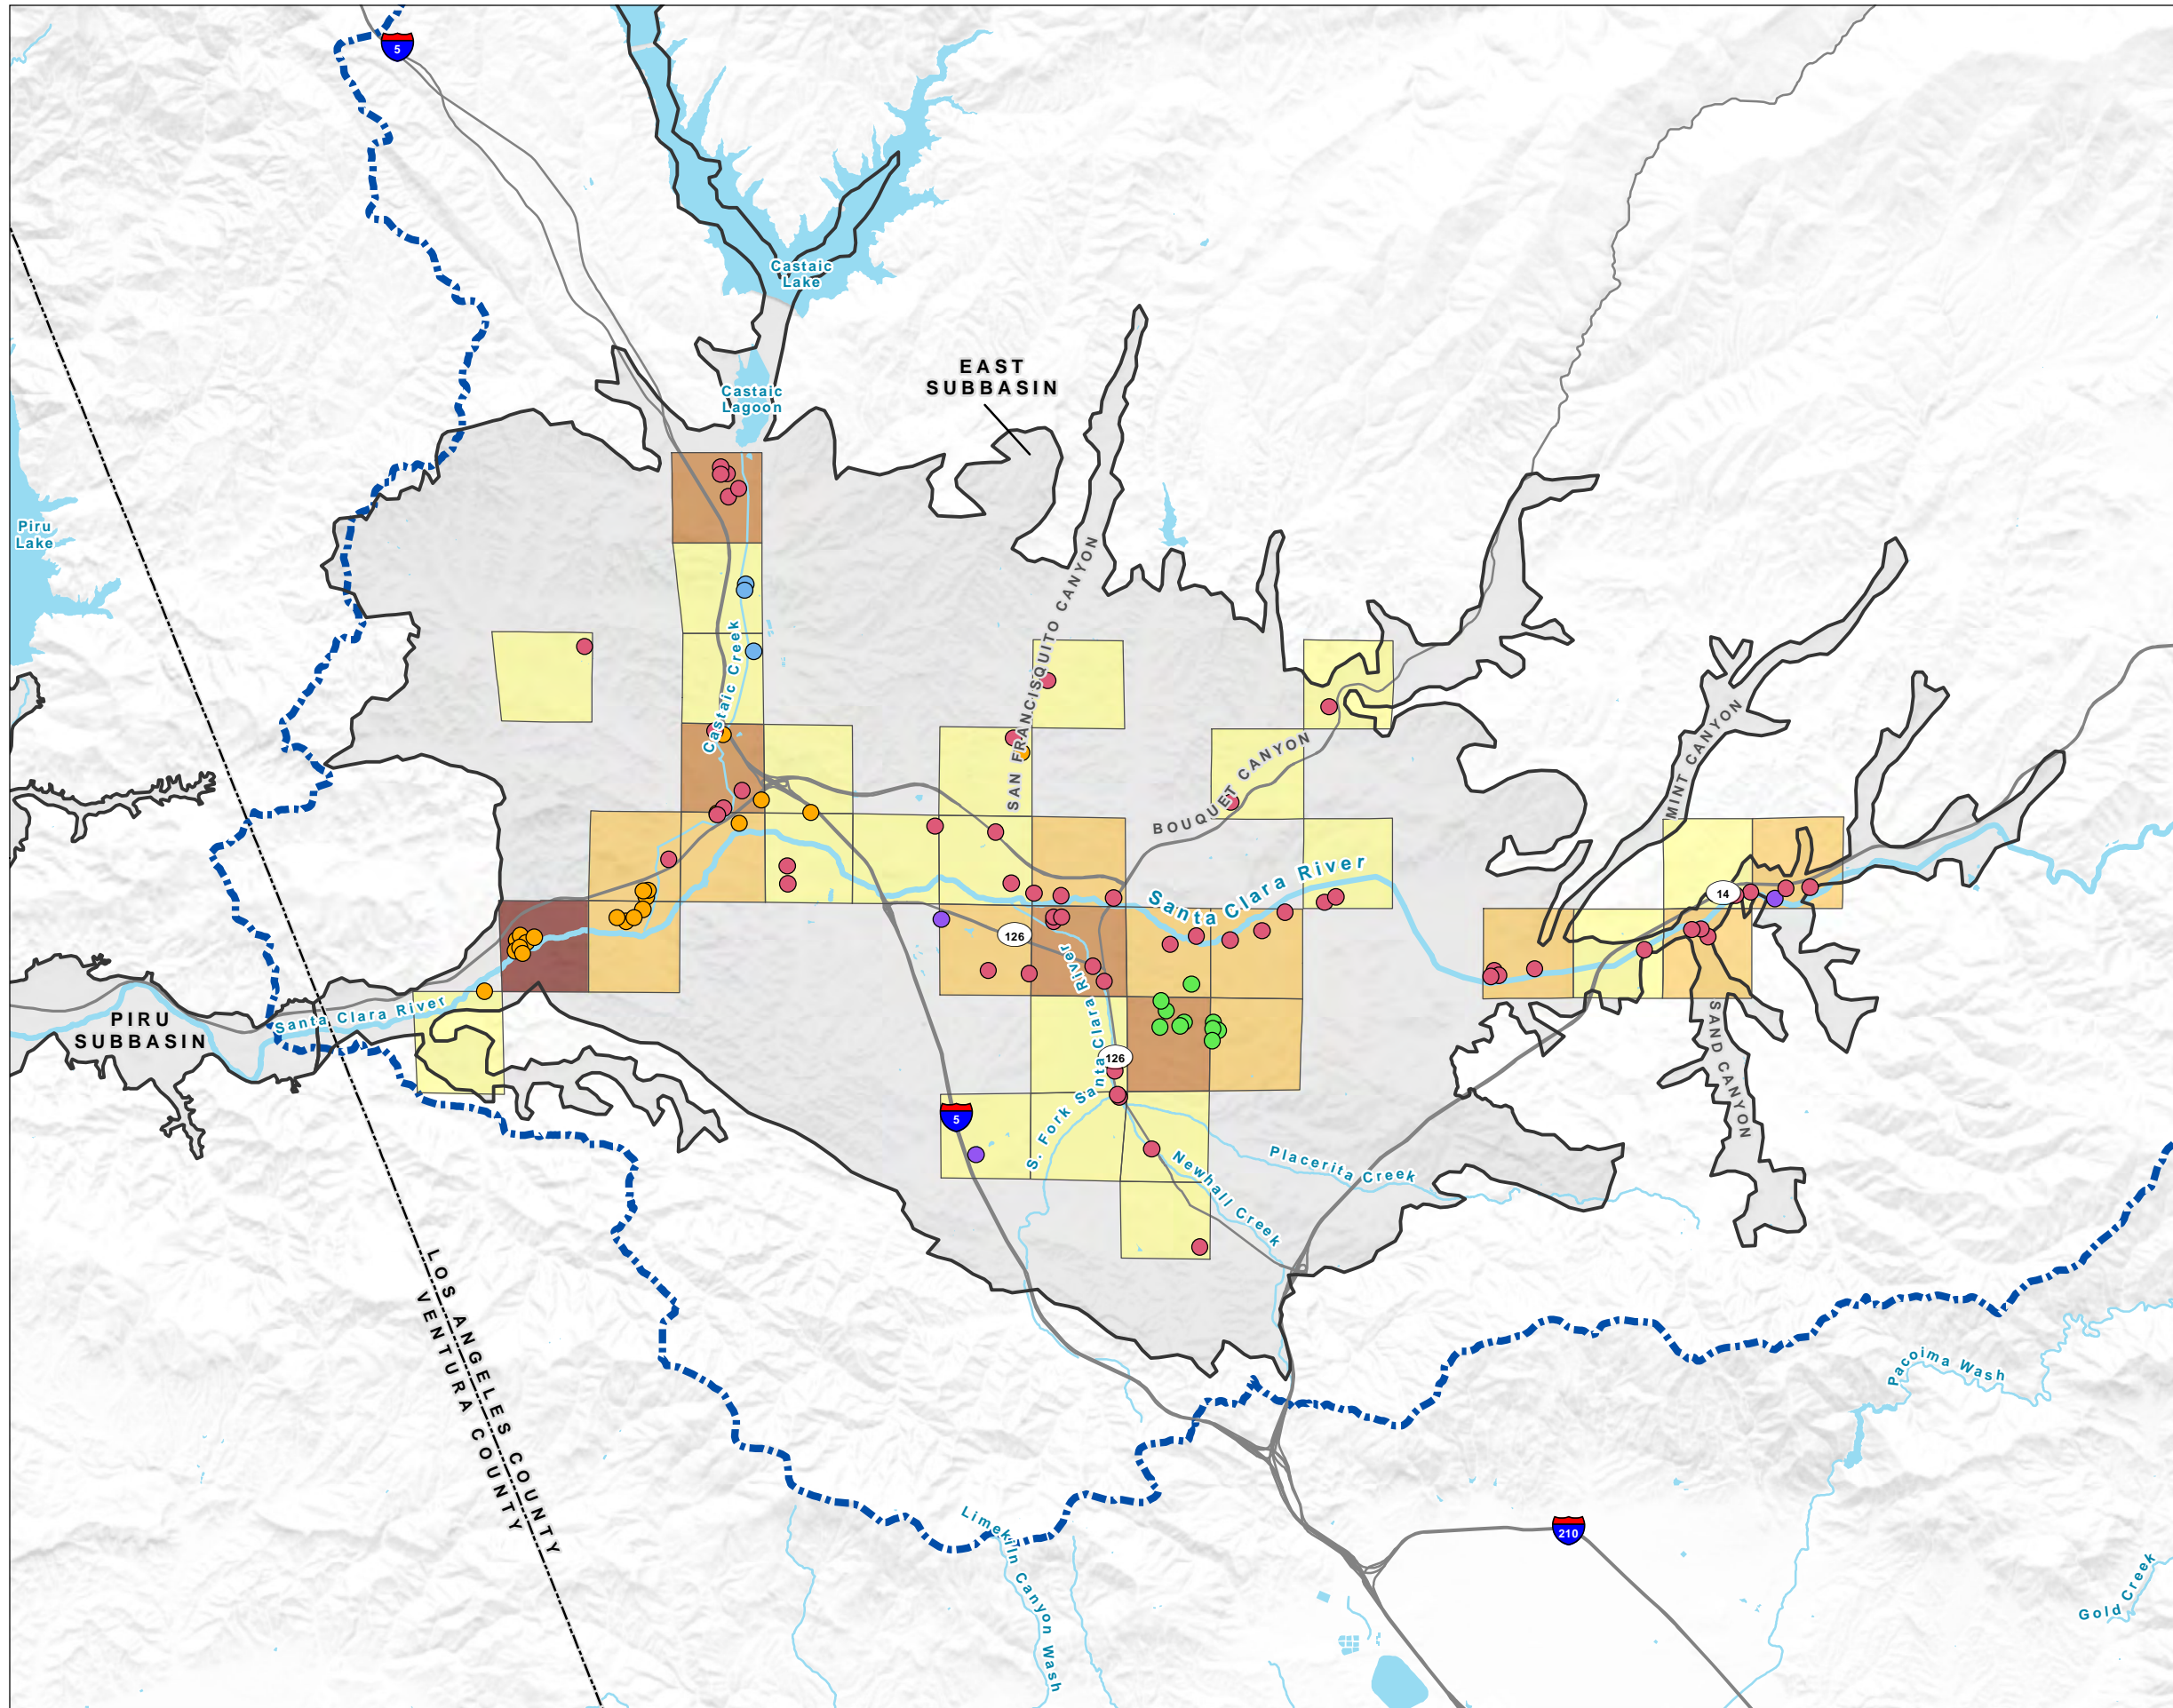 5
Castaic
Lake
EAST
SUBBASIN
Castaic
Lagoon
Piru
Lake
SAN FRANCISQUITO CANYON
Castaic Creek
BOUQUET CANYON
MINT CANYON
Santa Clara River
14
126
PIRU
SUBBASIN
Santa Clara River
S. Fork Santa Clara River
126
SAND CANYON
5
Placerita Creek
Newhall Creek
LOS ANGELES COUNTY
VENTURA COUNTY
Pacoima Wash
Limekiln Canyon Wash
210
Gold Creek